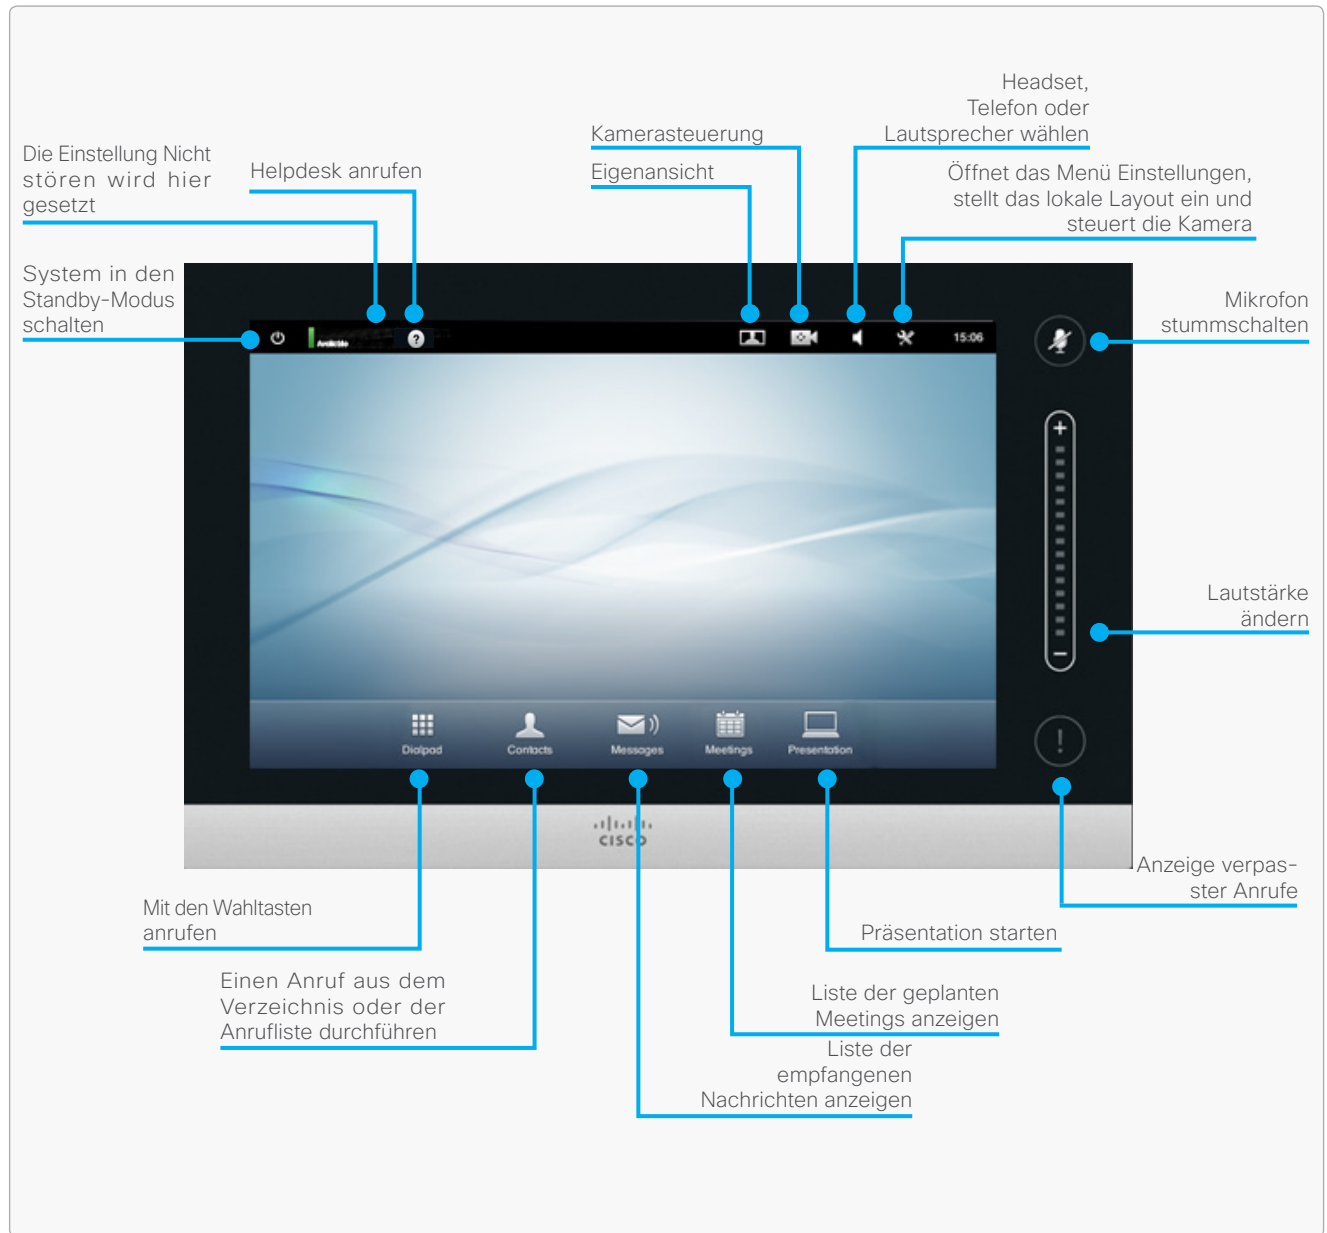 Headset,
Telefon oder
Lautsprecher wählen
Kamerasteuerung
Die Einstellung Nicht
stören wird hier
gesetzt
Helpdesk anrufen
Eigenansicht
Öffnet das Menü Einstellungen,
stellt das lokale Layout ein und
steuert die Kamera
System in den
Standby-Modus
schalten
Mikrofon
stummschalten
?
15:06
+
Lautstärke
ändern
−
!
Dialpad
Contacts
Messages
Meetings
Presentation
CISCO
Anzeige verpas-
ster Anrufe
Mit den Wahltasten
anrufen
Präsentation starten
Einen Anruf aus dem
Verzeichnis oder der
Anrufliste durchführen
Liste der geplanten
Meetings anzeigen
Liste der
empfangenen
Nachrichten anzeigen